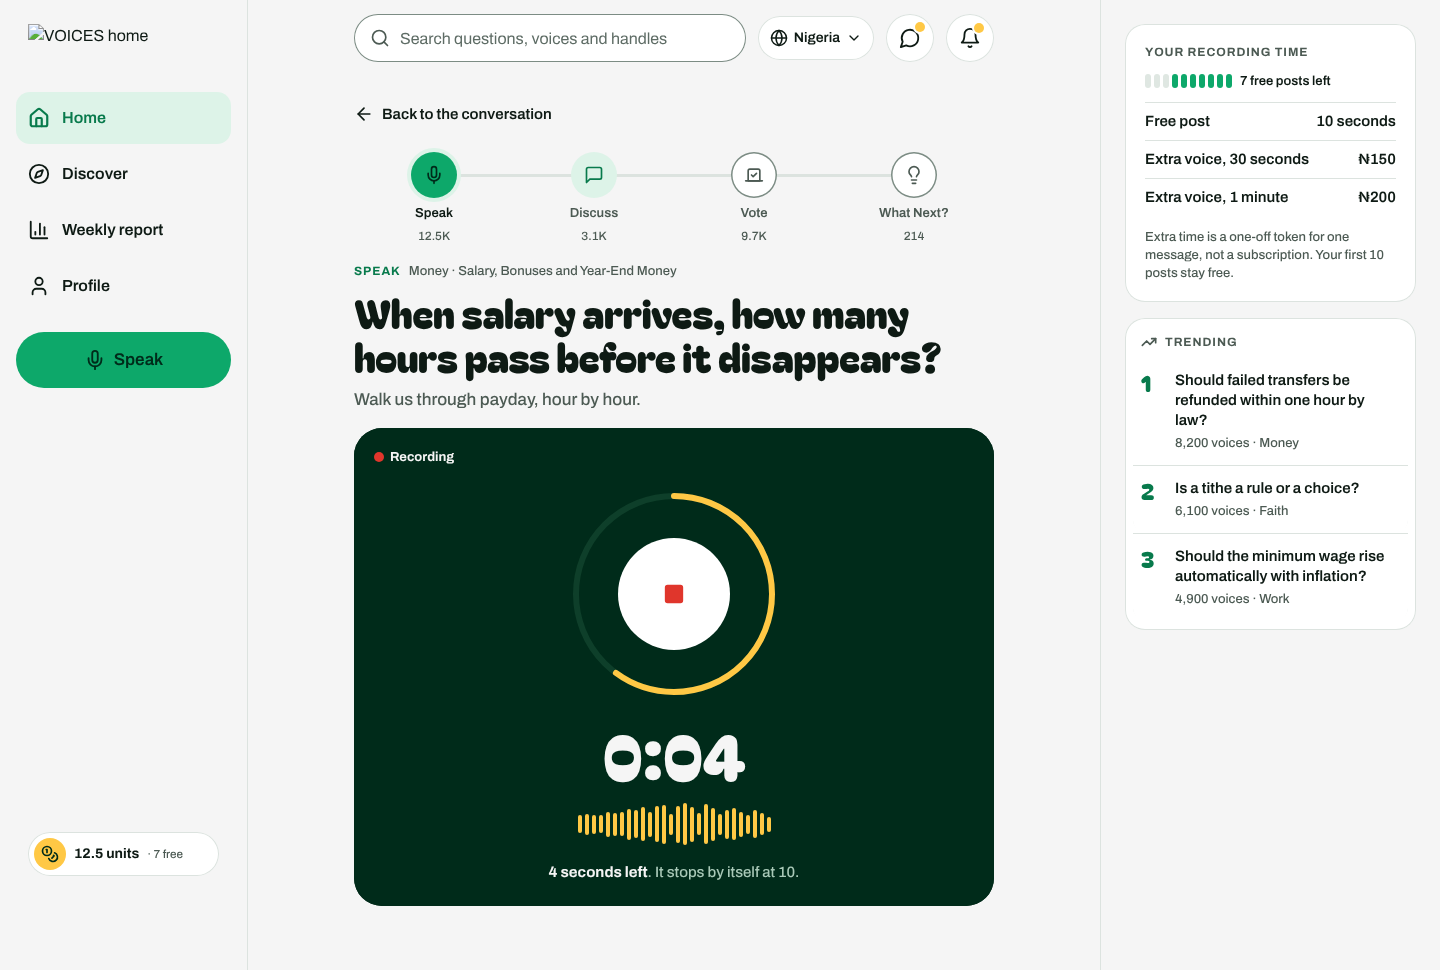 VOICES home
Home
Discover
Weekly report
Profile
Speak
12.5 units · 7 free
Search questions, voices and handles
Nigeria
Back to the conversation
Speak
12.5K
Discuss
3.1K
Vote
9.7K
What Next?
214
SPEAK Money · Salary, Bonuses and Year-End Money
When salary arrives, how many
hours pass before it disappears?
Walk us through payday, hour by hour.
Recording
0:04
4 seconds left. It stops by itself at 10.
YOUR RECORDING TIME
7 free posts left
Free post 10 seconds
Extra voice, 30 seconds ₦150
Extra voice, 1 minute ₦200
Extra time is a one-off token for one
message, not a subscription. Your first 10
posts stay free.
TRENDING
1 Should failed transfers be
refunded within one hour by
law?
8,200 voices · Money
2 Is a tithe a rule or a choice?
6,100 voices · Faith
3 Should the minimum wage rise
automatically with inflation?
4,900 voices · Work